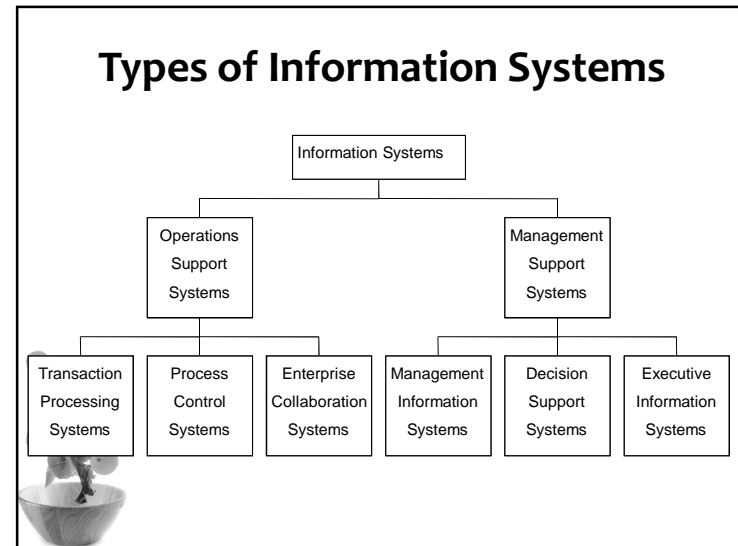 Types of Information Systems
Information Systems
Operations
Support
Systems
Management
Support
Systems
Transaction
Processing
Systems
Process
Control
Systems
Enterprise
Collaboration
Systems
Management
Information
Systems
Decision
Support
Systems
Executive
Information
Systems